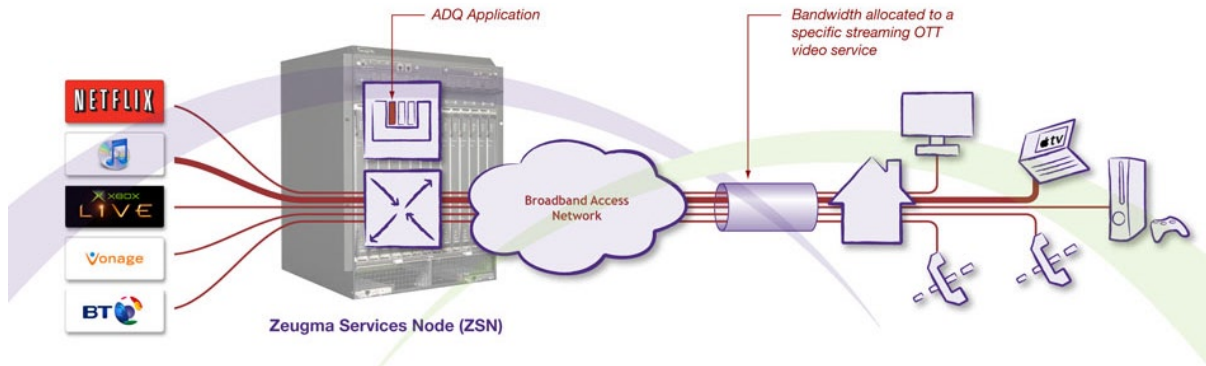 ADQ Application
Bandwidth allocated to a
specific streaming OTT
video service
NETFLIX
XBOX
LIVE
Vonage
BT
Broadband Access
Network
tv
Zeugma Services Node (ZSN)